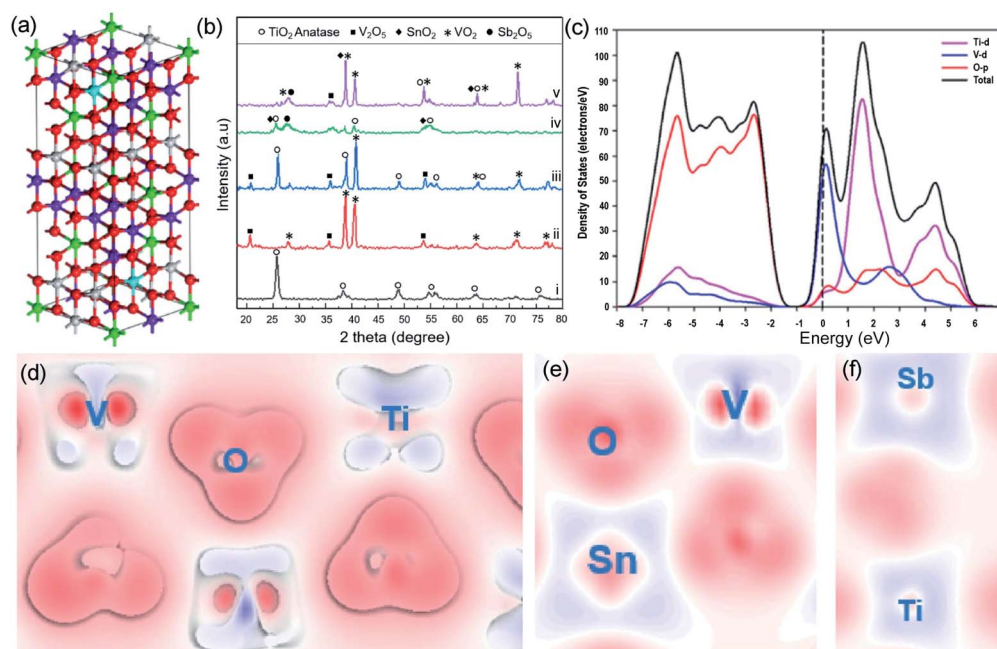 (a)
(b)
○ TiO2 Anatase ■ V2O5 ◆ SnO2 * VO2 ● Sb2O5
Intensity (a.u)
v
iv
iii
ii
i
20 25 30 35 40 45 50 55 60 65 70 75 80
2 theta (degree)
(c)
Density of States (electrons/eV)
110
100
90
80
70
60
50
40
30
20
10
0
-8 -7 -6 -5 -4 -3 -2 -1 0 1 2 3 4 5 6
Energy (eV)
Ti-d
V-d
O-p
Total
(d)
V
O
Ti
(e)
O
V
Sn
(f)
Sb
Ti